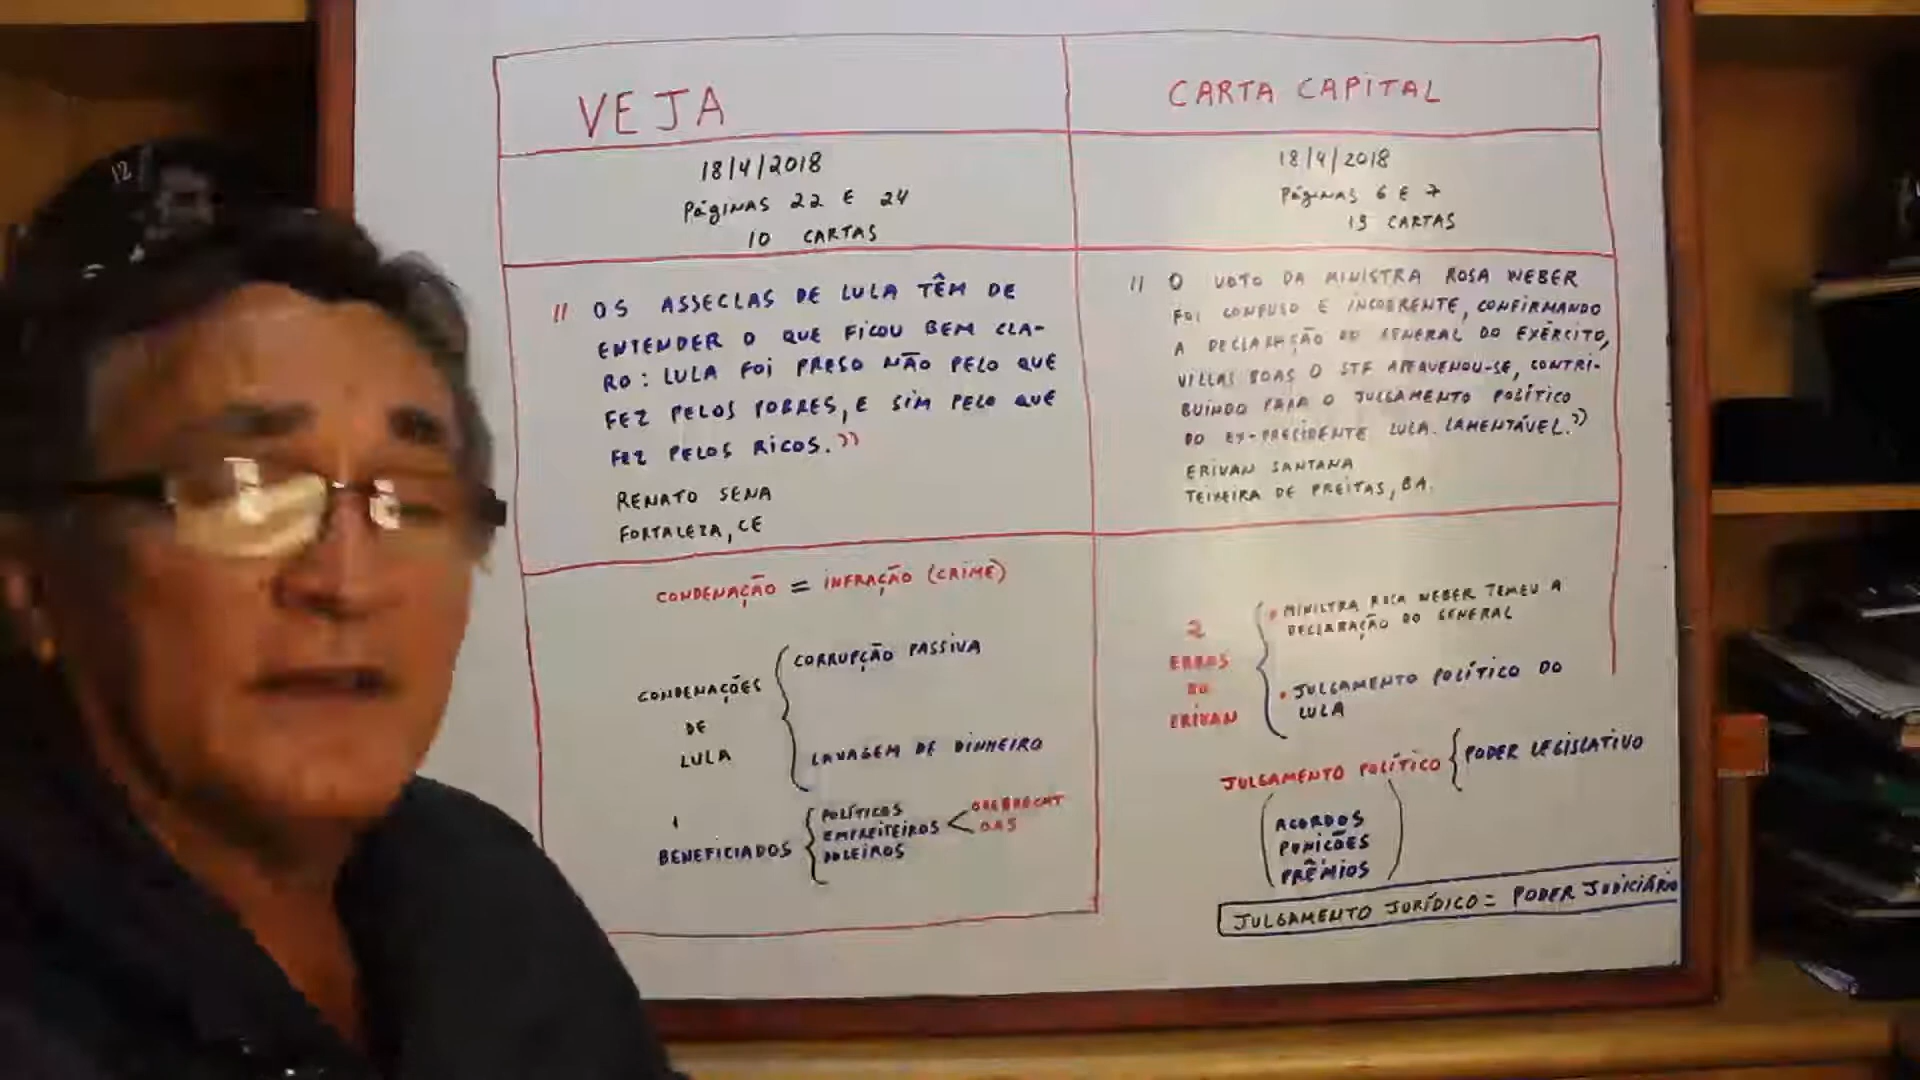 VEJA
18/4/2018
PÁGINAS 22 E 24
10 CARTAS
" OS ASSECLAS DE LULA TÊM DE
ENTENDER O QUE FICOU BEM CLA-
RO: LULA FOI PRESO NÃO PELO QUE
FEZ PELOS POBRES, E SIM PELO QUE
FEZ PELOS RICOS."
RENATO SENA
FORTALEZA, CE
CONDENAÇÃO = INFRAÇÃO (CRIME)
CONDENAÇÕES
DE
LULA
CORRUPÇÃO PASSIVA
LAVAGEM DE DINHEIRO
BENEFICIADOS
POLÍTICOS
EMPREITEIROS
DOLEIROS
ODEBRECHT
OAS
CARTA CAPITAL
18/4/2018
PÁGINAS 6 E 7
CARTAS
" O VOTO DA MINISTRA ROSA WEBER
FOI CONFUSO E INCOERENTE, CONFIRMANDO
A DECLARAÇÃO DO GENERAL DO EXÉRCITO,
VILLAS BOAS O STF APEQUENOU-SE, CONTRI-
BUINDO PARA O JULGAMENTO POLÍTICO
DO EX-PRESIDENTE LULA. LAMENTÁVEL."
ERIVAN SANTANA
TEIXEIRA DE FREITAS, BA.
2
ERROS
DO
ERIVAN
• MINISTRA ROSA WEBER TEMEU A
DECLARAÇÃO DO GENERAL
• JULGAMENTO POLÍTICO DO
LULA
JULGAMENTO POLÍTICO
PODER LEGISLATIVO
ACORDOS
PUNIÇÕES
PRÊMIOS
JULGAMENTO JURÍDICO = PODER JUDICIÁRIO
12